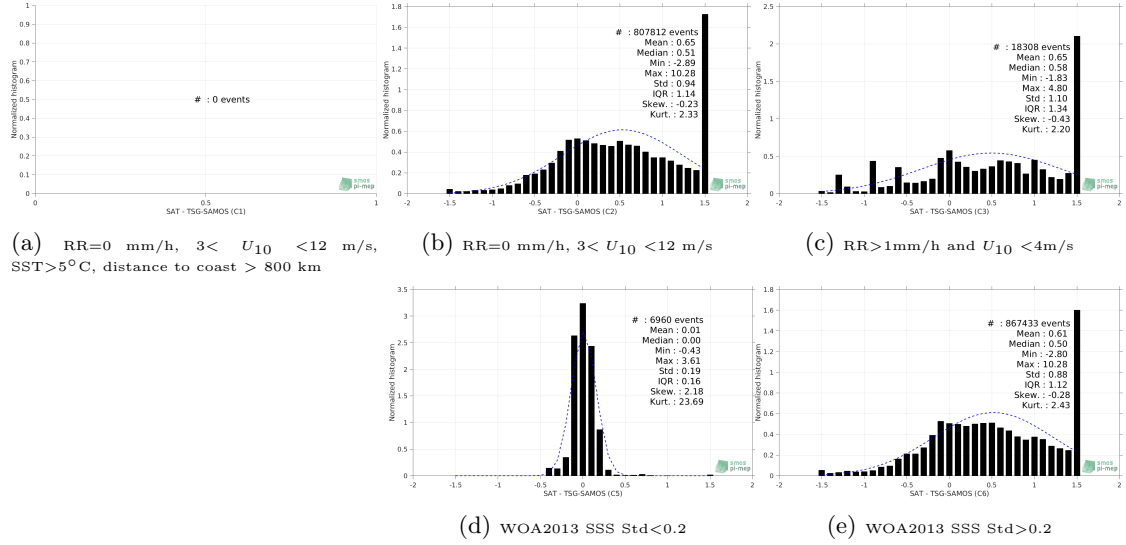 1
0.9
0.8
0.7
0.6
0.5
0.4
0.3
0.2
0.1
0
Normalized histogram
# : 0 events
0 0.5 1
SAT - TSG-SAMOS (C1)
smos
pi-mep
(a) RR=0 mm/h, 3< U10 <12 m/s,
SST>5°C, distance to coast > 800 km
1.8
1.6
1.4
1.2
1
0.8
0.6
0.4
0.2
0
Normalized histogram
# : 807812 events
Mean : 0.65
Median : 0.51
Min : -2.89
Max : 10.28
Std : 0.94
IQR : 1.14
Skew. : -0.23
Kurt. : 2.33
-2 -1.5 -1 -0.5 0 0.5 1 1.5 2
SAT - TSG-SAMOS (C2)
smos
pi-mep
(b) RR=0 mm/h, 3< U10 <12 m/s
2.5
2
1.5
1
0.5
0
Normalized histogram
# : 18308 events
Mean : 0.65
Median : 0.58
Min : -1.83
Max : 4.80
Std : 1.10
IQR : 1.34
Skew. : -0.43
Kurt. : 2.20
-2 -1.5 -1 -0.5 0 0.5 1 1.5 2
SAT - TSG-SAMOS (C3)
smos
pi-mep
(c) RR>1mm/h and U10 <4m/s
3.5
3
2.5
2
1.5
1
0.5
0
Normalized histogram
# : 6960 events
Mean : 0.01
Median : 0.00
Min : -0.43
Max : 3.61
Std : 0.19
IQR : 0.16
Skew. : 2.18
Kurt. : 23.69
-2 -1.5 -1 -0.5 0 0.5 1 1.5 2
SAT - TSG-SAMOS (C5)
smos
pi-mep
(d) WOA2013 SSS Std<0.2
1.8
1.6
1.4
1.2
1
0.8
0.6
0.4
0.2
0
Normalized histogram
# : 867433 events
Mean : 0.61
Median : 0.50
Min : -2.80
Max : 10.28
Std : 0.88
IQR : 1.12
Skew. : -0.28
Kurt. : 2.43
-2 -1.5 -1 -0.5 0 0.5 1 1.5 2
SAT - TSG-SAMOS (C6)
smos
pi-mep
(e) WOA2013 SSS Std>0.2